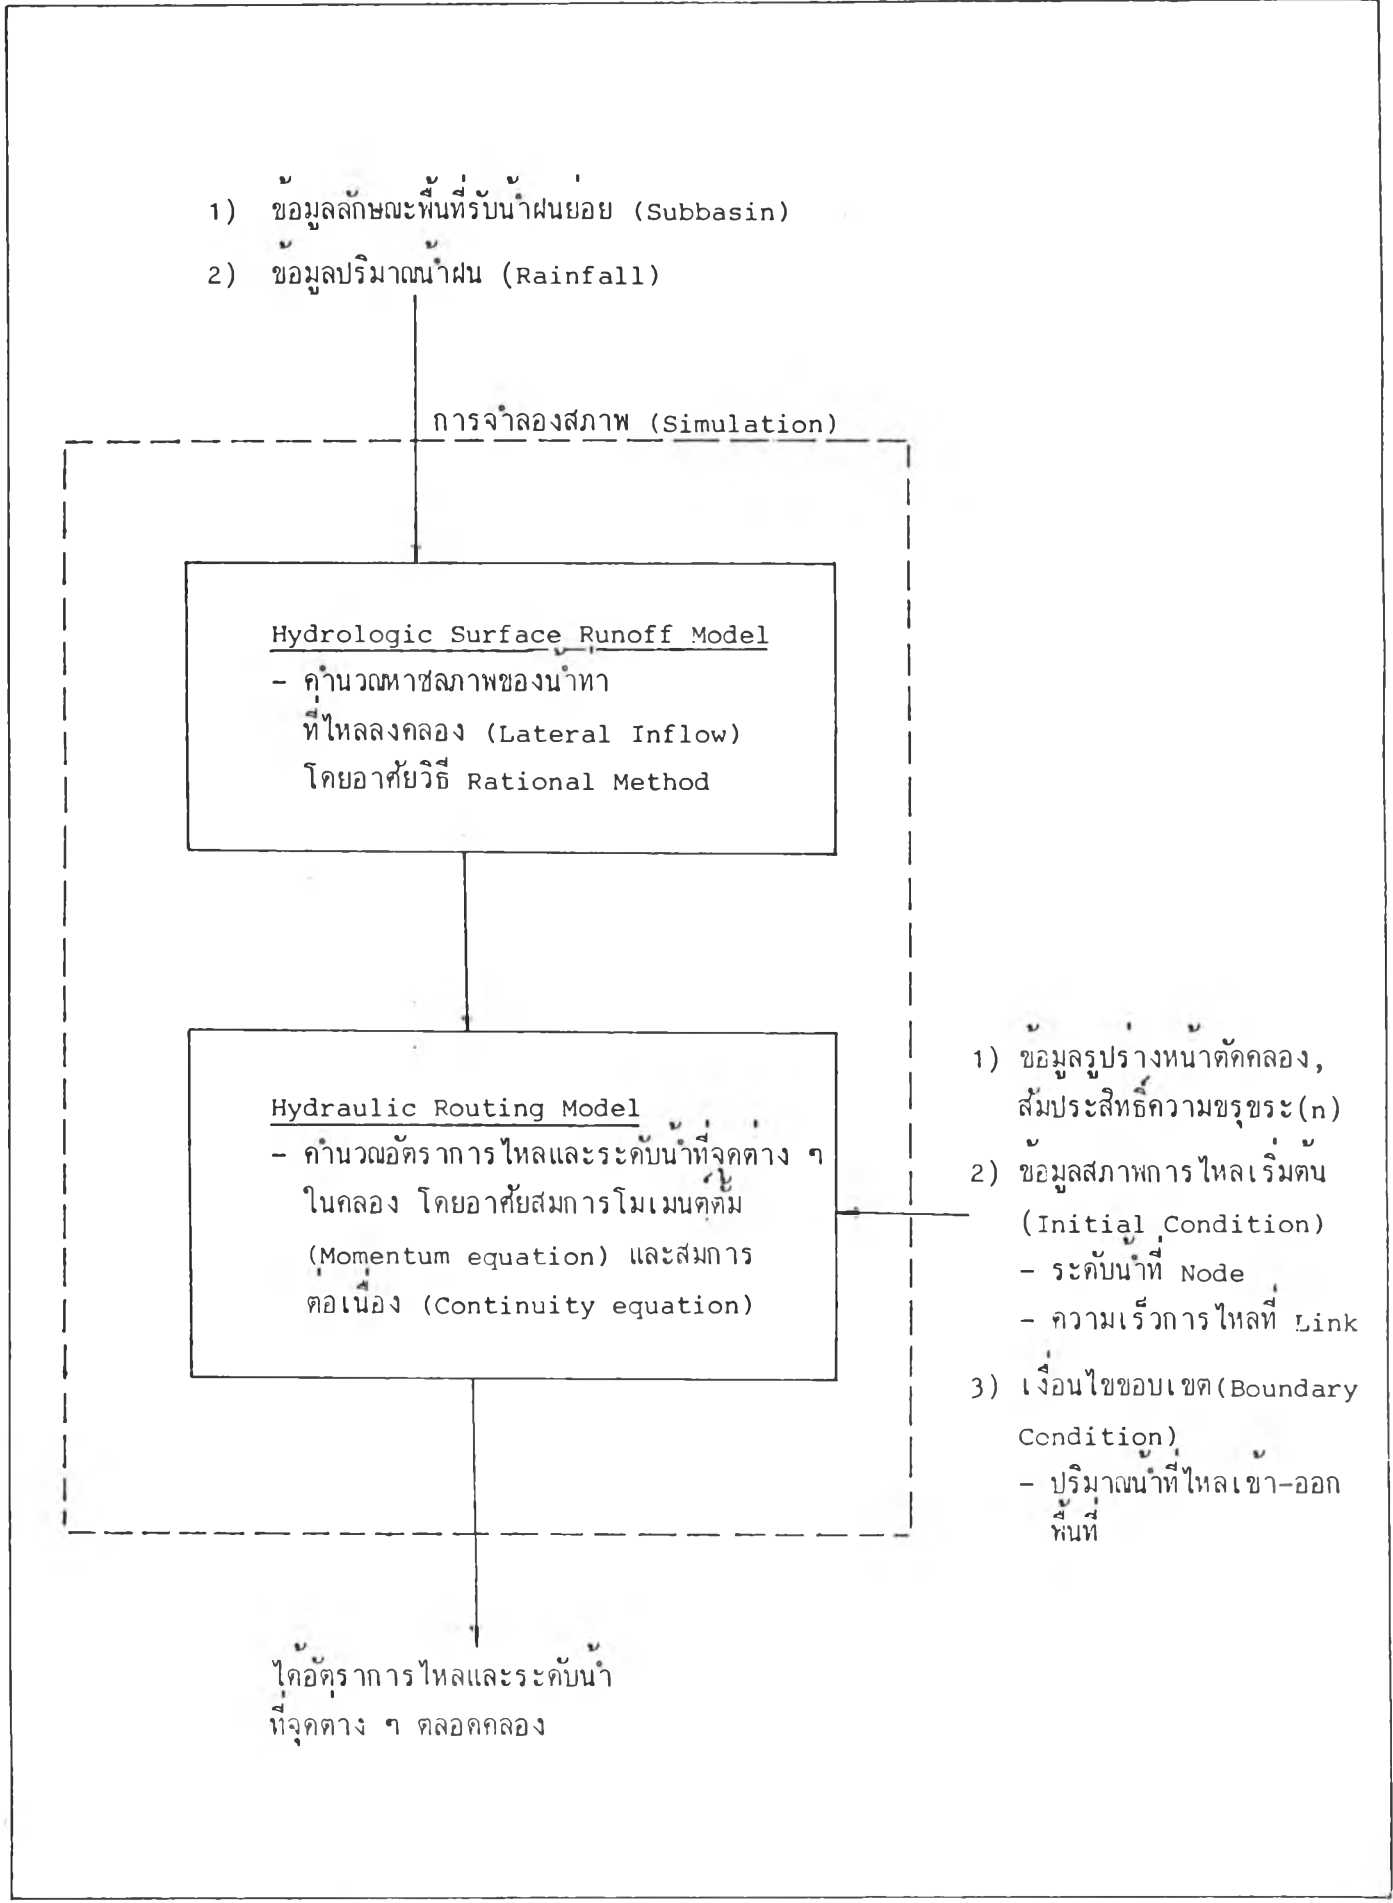 1) ข้อมูลลักษณะพื้นที่รับน้ำฝนย่อย (Subbasin)
2) ข้อมูลปริมาณน้ำฝน (Rainfall)
การจำลองสภาพ (Simulation)
Hydrologic Surface Runoff Model
- คำนวณหาชลภาพของน้ำท่า
ที่ไหลลงคลอง (Lateral Inflow)
โดยอาศัยวิธี Rational Method
Hydraulic Routing Model
- คำนวณอัตราการไหลและระดับน้ำที่จุดต่าง ๆ
ในคลอง โดยอาศัยสมการโมเมนตัม
(Momentum equation) และสมการ
ต่อเนื่อง (Continuity equation)
1) ข้อมูลรูปร่างหน้าตัดคลอง,
สัมประสิทธิ์ความขรุขระ(n)
2) ข้อมูลสภาพการไหลเริ่มต้น
(Initial Condition)
- ระดับน้ำที่ Node
- ความเร็วการไหลที่ Link
3) เงื่อนไขขอบเขต(Boundary
Condition)
- ปริมาณน้ำที่ไหลเข้า-ออก
พื้นที่
ได้อัตราการไหลและระดับน้ำ
ที่จุดต่าง ๆ ตลอดคลอง